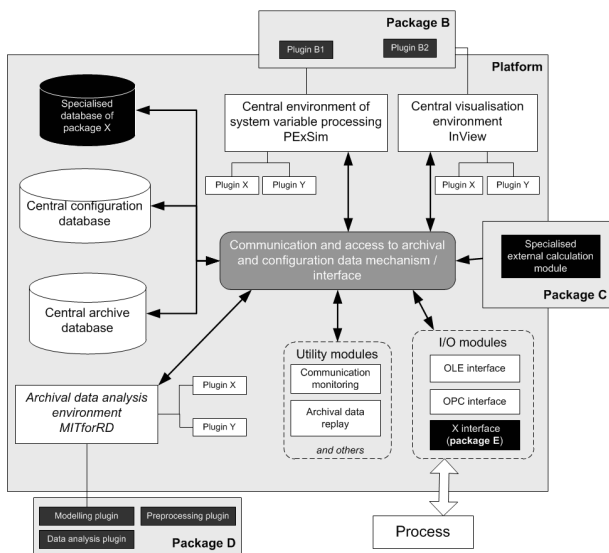 Package B
Plugin B1
Plugin B2
Platform
Specialised
database of
package X
Central environment of
system variable processing
PExSim
Central visualisation
environment
InView
Plugin X
Plugin Y
Plugin X
Plugin Y
Central configuration
database
Communication and access to archival
and configuration data mechanism /
interface
Specialised
external calculation
module
Package C
Central archive
database
Utility modules
Communication
monitoring
Archival data
replay
and others
I/O modules
OLE interface
OPC interface
X interface
(package E)
Archival data analysis
environment
MITforRD
Plugin X
Plugin Y
Modelling plugin
Preprocessing plugin
Data analysis plugin
Package D
Process